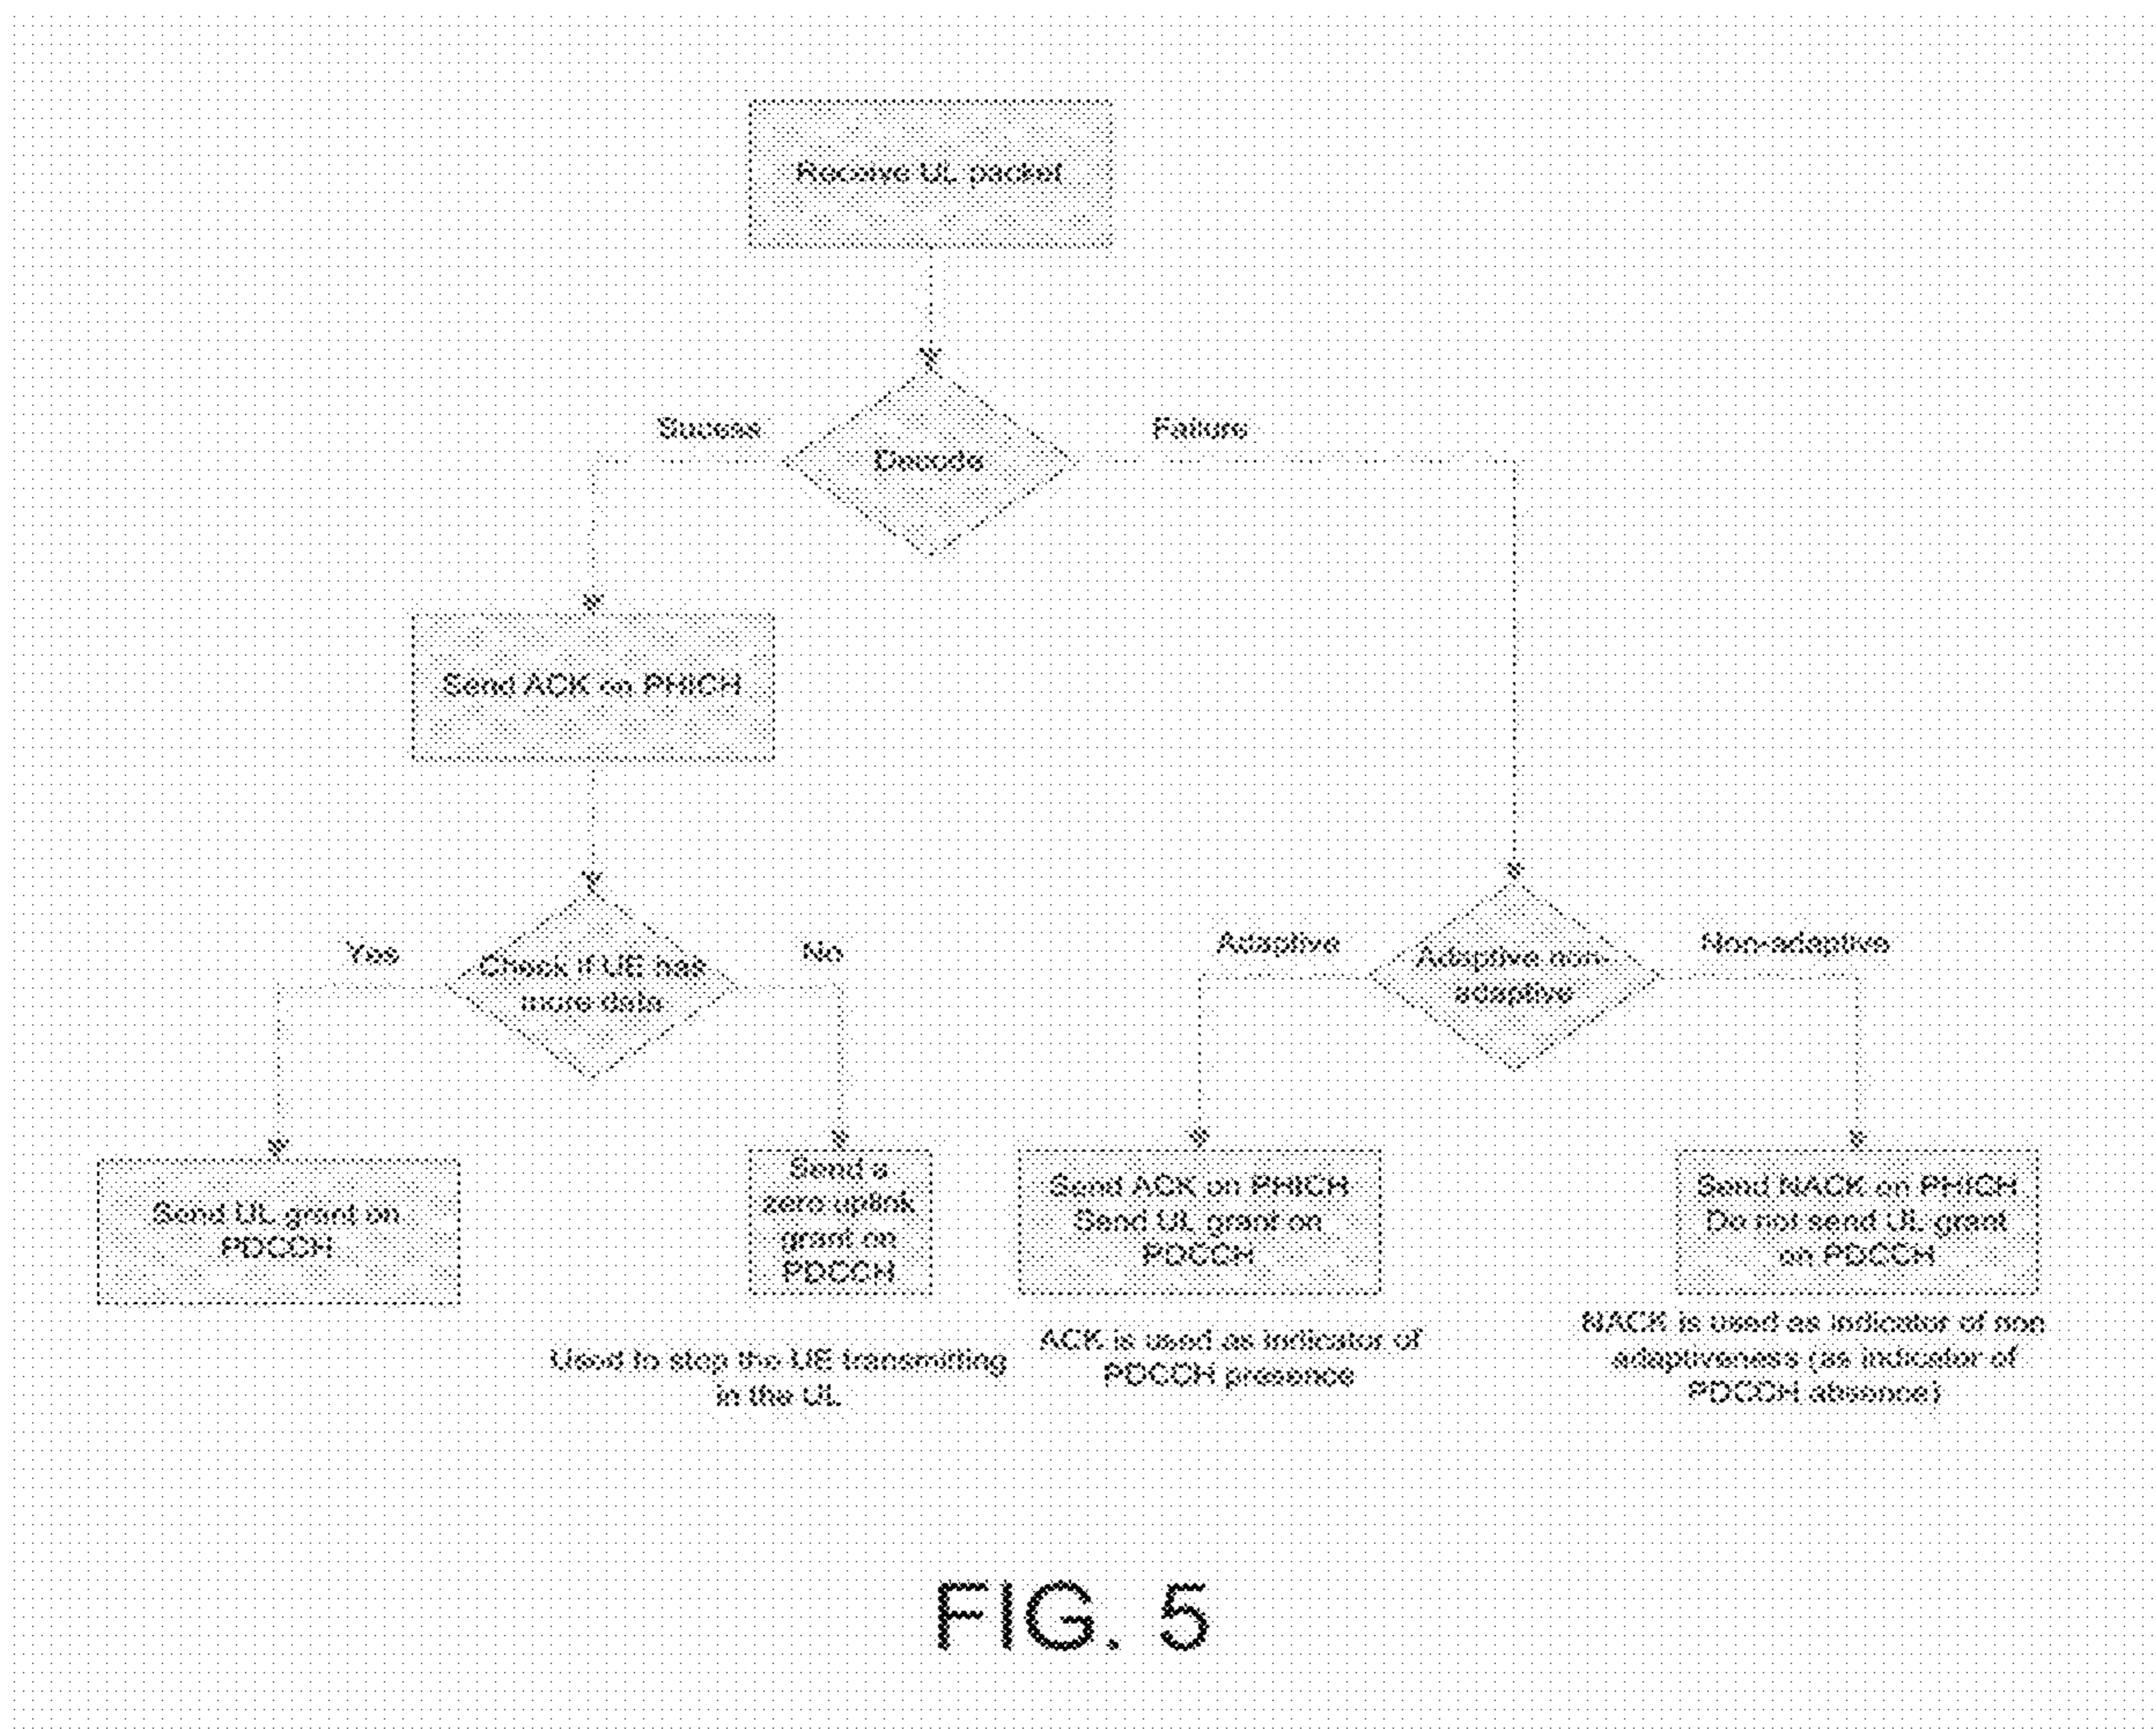 Receive UL packet
Sucess
Failure
Decode
Send ACK on PHICH
Yes
Check if UE has
more data
No
Adaptive
Adaptive non-
adaptive
Non-adaptive
Send UL grant on
PDCCH
Send a
zero uplink
grant on
PDCCH
Used to stop the UE transmitting
in the UL
Send ACK on PHICH
Send UL grant on
PDCCH
ACK is used as indicator of
PDCCH presence
Send NACK on PHICH
Do not send UL grant
on PDCCH
NACK is used as indicator of non
adaptiveness (as indicator of
PDCCH absence)
FIG. 5